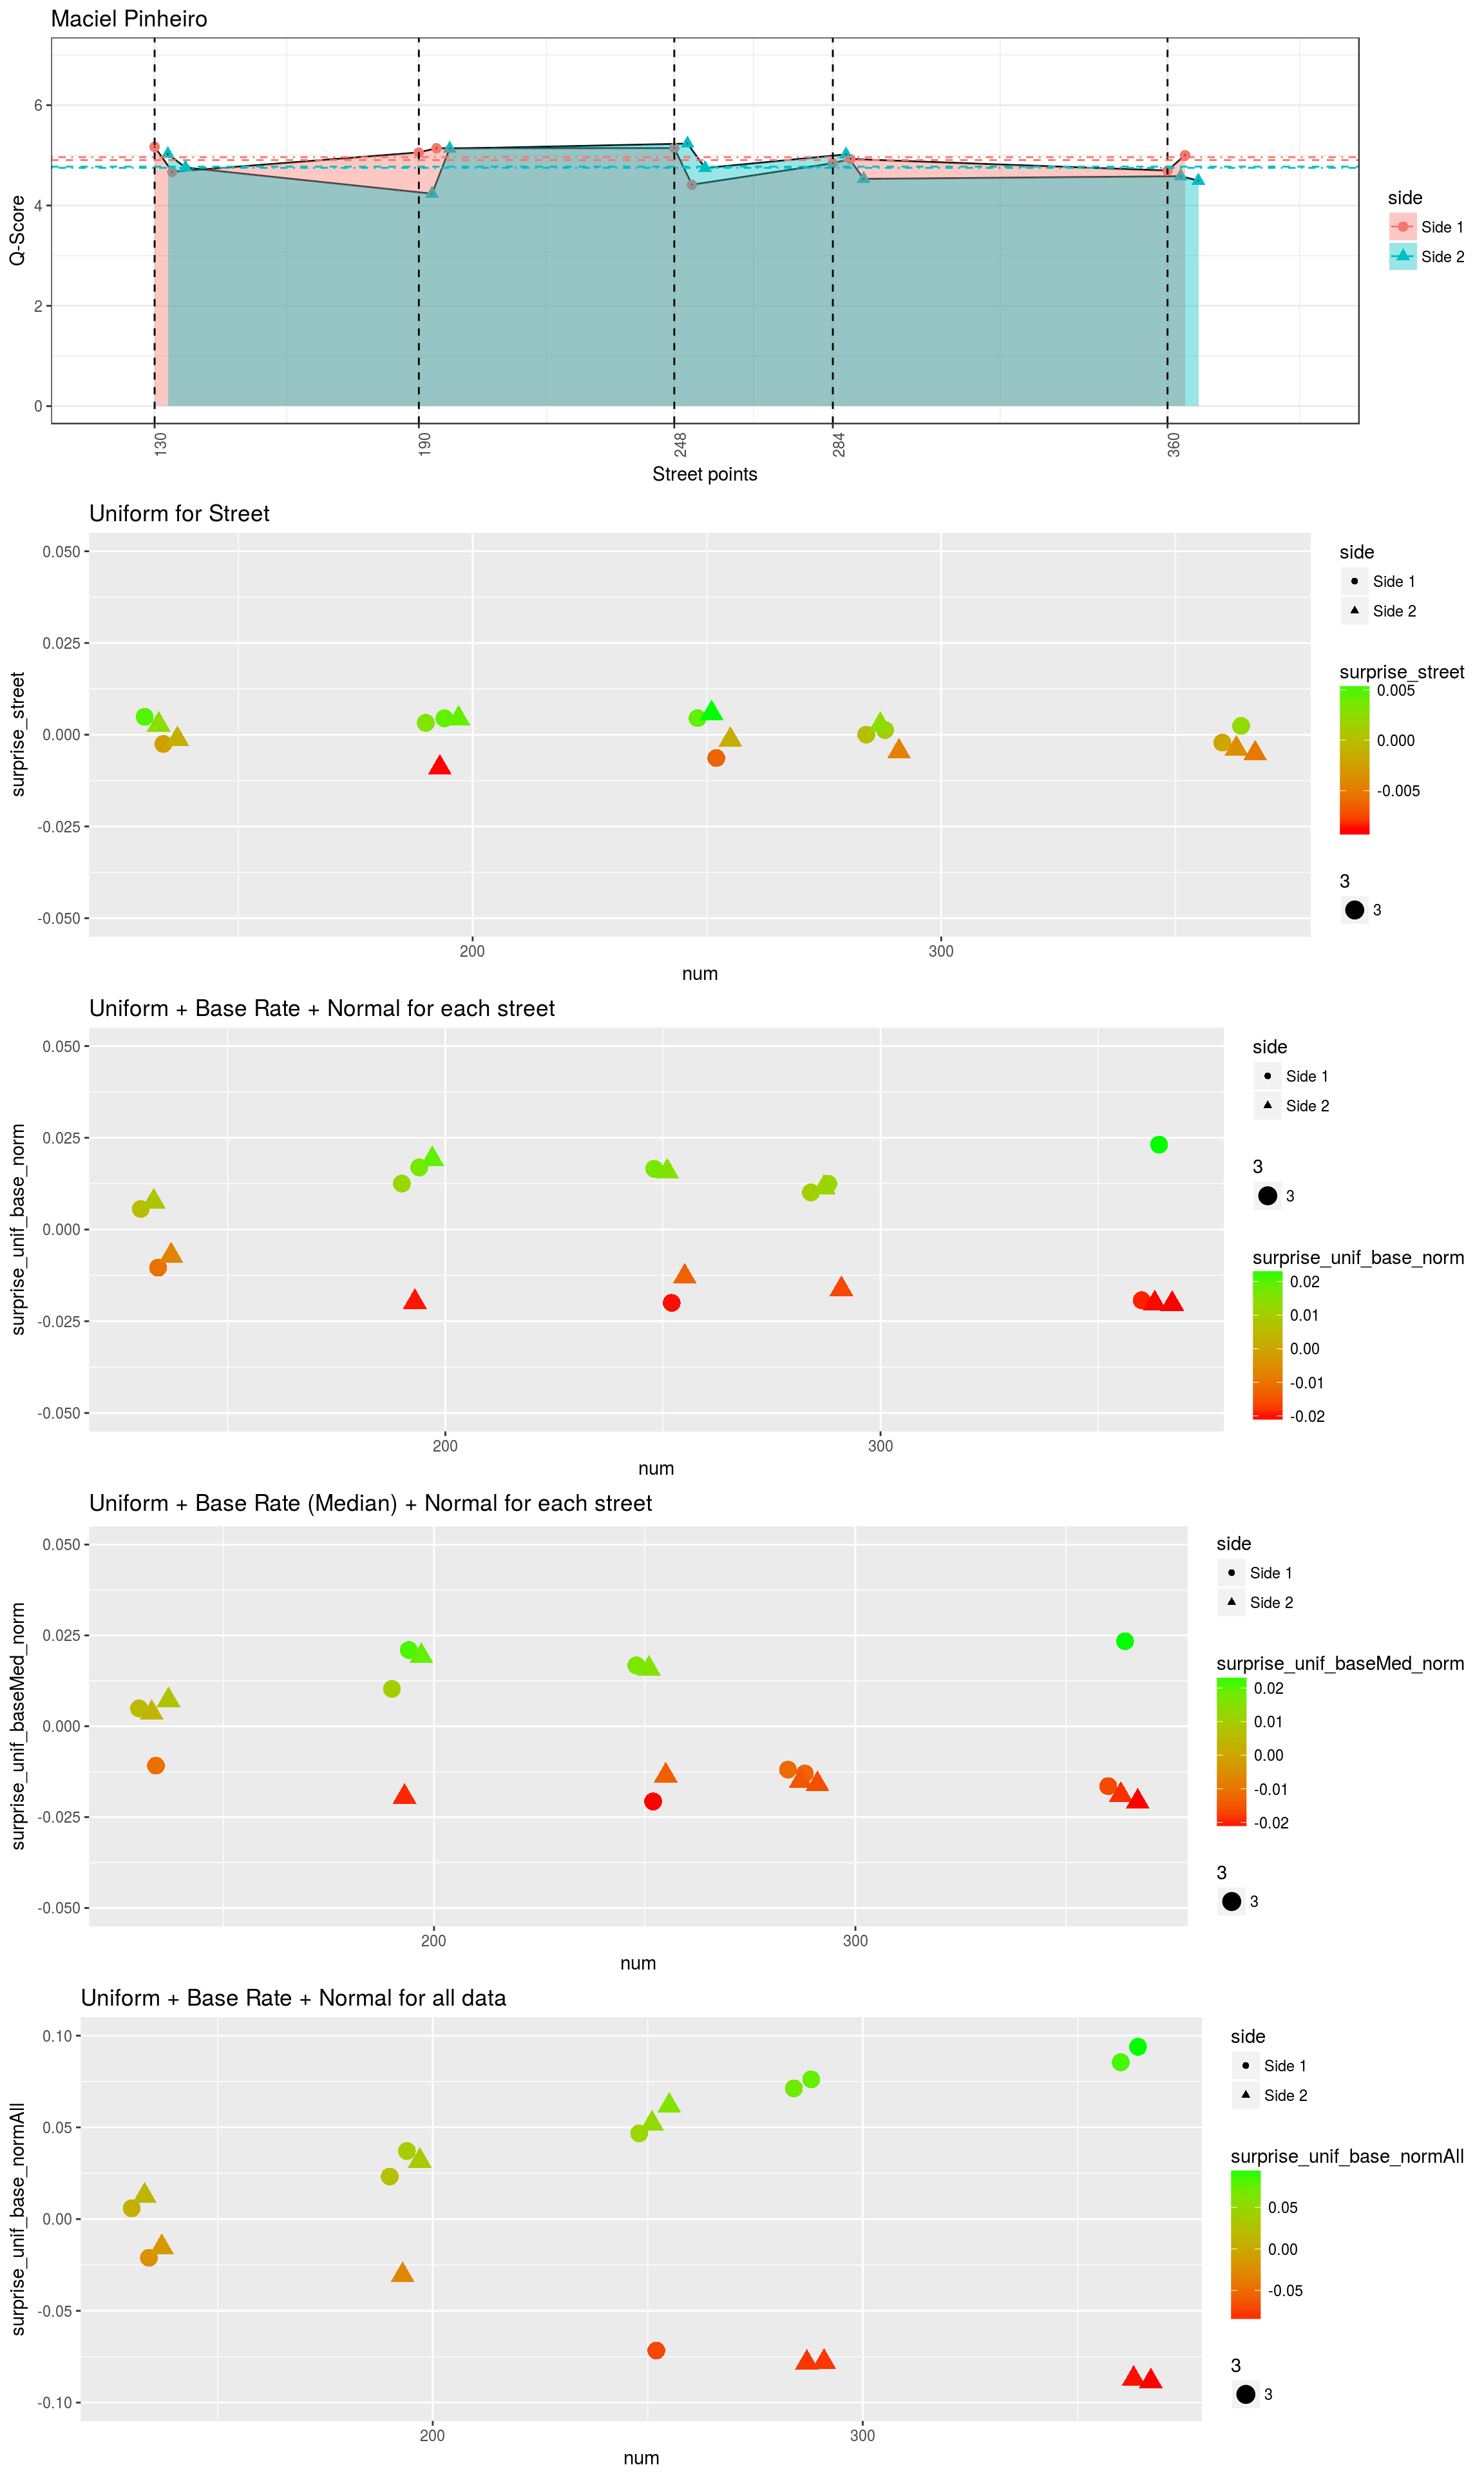 Maciel Pinheiro
6
4
2
0
Q-Score
130
190
248
284
360
Street points
side
Side 1
Side 2
Uniform for Street
0.050
0.025
0.000
-0.025
-0.050
surprise_street
200
300
num
side
Side 1
Side 2
surprise_street
0.005
0.000
-0.005
3
3
Uniform + Base Rate + Normal for each street
0.050
0.025
0.000
-0.025
-0.050
surprise_unif_base_norm
200
300
num
side
Side 1
Side 2
3
3
surprise_unif_base_norm
0.02
0.01
0.00
-0.01
-0.02
Uniform + Base Rate (Median) + Normal for each street
0.050
0.025
0.000
-0.025
-0.050
surprise_unif_baseMed_norm
200
300
num
side
Side 1
Side 2
surprise_unif_baseMed_norm
0.02
0.01
0.00
-0.01
-0.02
3
3
Uniform + Base Rate + Normal for all data
0.10
0.05
0.00
-0.05
-0.10
surprise_unif_base_normAll
200
300
num
side
Side 1
Side 2
surprise_unif_base_normAll
0.05
0.00
-0.05
3
3